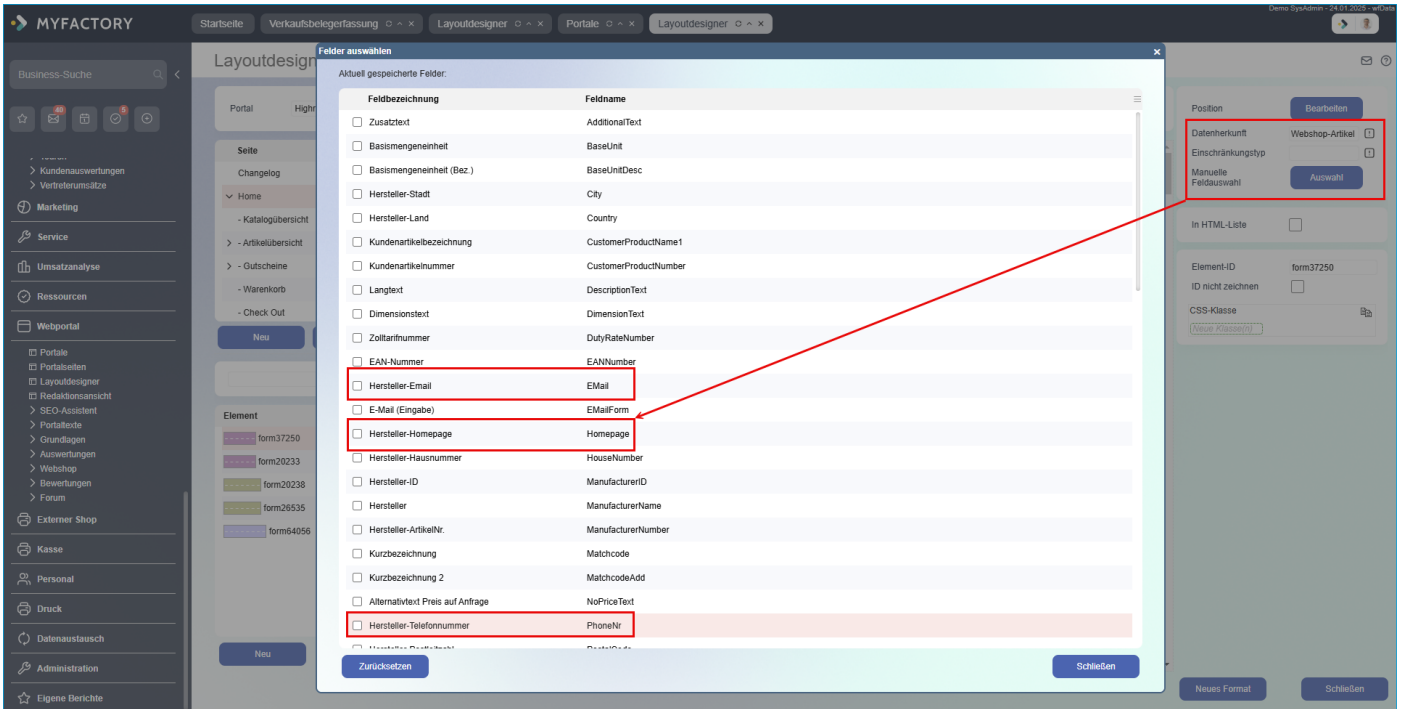 MYFACTORY
Startseite
Verkaufsbelegerfassung
Layoutdesigner
Portale
Layoutdesigner
Demo SysAdmin - 24.01.2025 - wfData
Business-Suche
40
5
Kundenauswertungen
Vertreterumsätze
Marketing
Service
Umsatzanalyse
Ressourcen
Webportal
Portale
Portalseiten
Layoutdesigner
Redaktionsansicht
SEO-Assistent
Portaltexte
Grundlagen
Auswertungen
Webshop
Bewertungen
Forum
Externer Shop
Kasse
Personal
Druck
Datenaustausch
Administration
Eigene Berichte
Layoutdesign
Portal Highr
Seite
Changelog
Home
- Katalogübersicht
- Artikelübersicht
- Gutscheine
- Warenkorb
- Check Out
Neu
Element
form37250
form20233
form20238
form26535
form64056
Neu
Felder auswählen
Aktuell gespeicherte Felder:
Feldbezeichnung Feldname
Zusatztext AdditionalText
Basismengeneinheit BaseUnit
Basismengeneinheit (Bez.) BaseUnitDesc
Hersteller-Stadt City
Hersteller-Land Country
Kundenartikelbezeichnung CustomerProductName1
Kundenartikelnummer CustomerProductNumber
Langtext DescriptionText
Dimensionstext DimensionText
Zolltarifnummer DutyRateNumber
EAN-Nummer EANNumber
Hersteller-Email EMail
E-Mail (Eingabe) EMailForm
Hersteller-Homepage Homepage
Hersteller-Hausnummer HouseNumber
Hersteller-ID ManufacturerID
Hersteller ManufacturerName
Hersteller-ArtikelNr. ManufacturerNumber
Kurzbezeichnung Matchcode
Kurzbezeichnung 2 MatchcodeAdd
Alternativtext Preis auf Anfrage NoPriceText
Hersteller-Telefonnummer PhoneNr
Hersteller-Postleitzahl PostalCode
Zurücksetzen
Schließen
Position Bearbeiten
Datenherkunft Webshop-Artikel
Einschränkungstyp
Manuelle
Feldauswahl
Auswahl
In HTML-Liste
Element-ID form37250
ID nicht zeichnen
CSS-Klasse
Neue Klasse(n)
Neues Format
Schließen